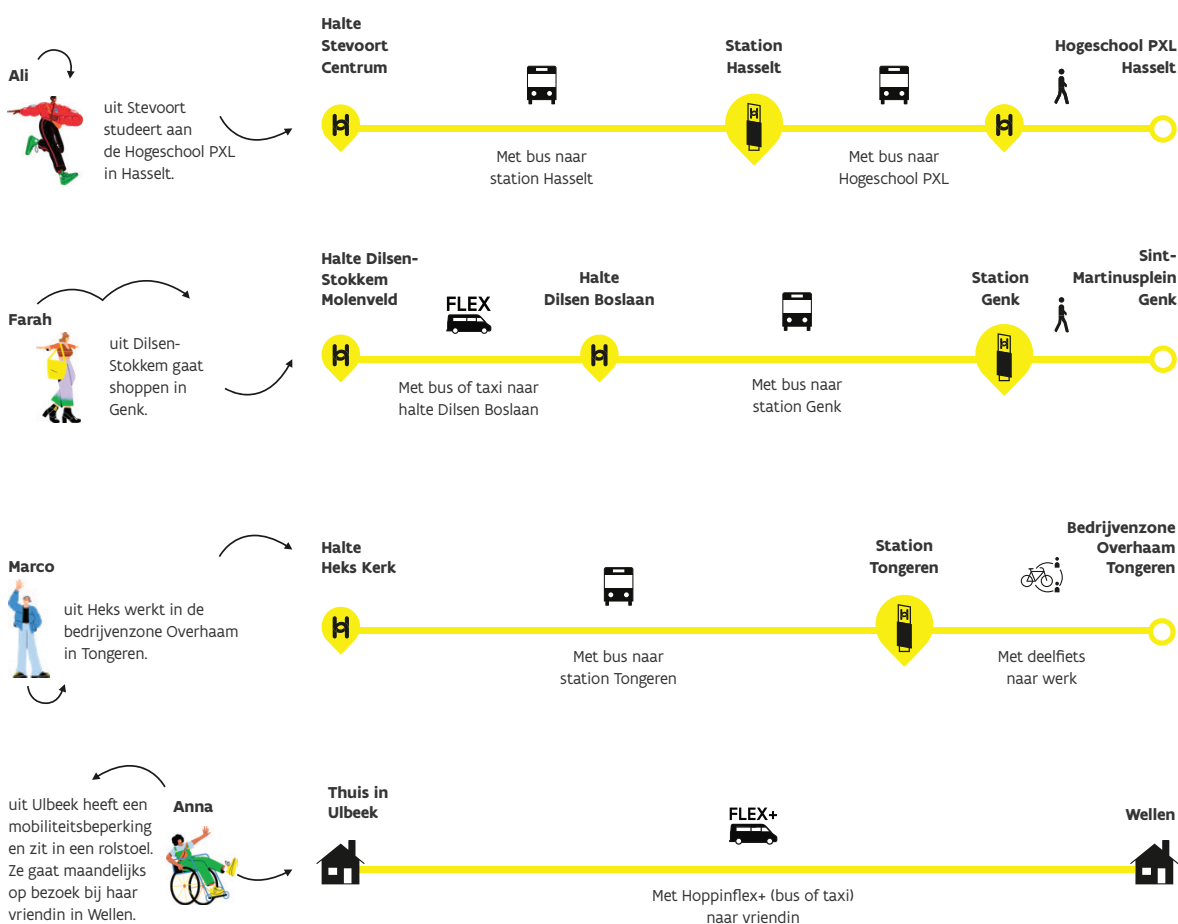 Ali
uit Stevoort
studeert aan
de Hogeschool PXL
in Hasselt.
Halte
Stevoort
Centrum
Met bus naar
station Hasselt
Station
Hasselt
Met bus naar
Hogeschool PXL
Hogeschool PXL
Hasselt
Farah
uit Dilsen-
Stokkem gaat
shoppen in
Genk.
Halte Dilsen-
Stokkem
Molenveld
FLEX
Met bus of taxi naar
halte Dilsen Boslaan
Halte
Dilsen Boslaan
Met bus naar
station Genk
Station
Genk
Sint-
Martinusplein
Genk
Marco
uit Heks werkt in de
bedrijvenzone Overhaam
in Tongeren.
Halte
Heks Kerk
Met bus naar
station Tongeren
Station
Tongeren
Met deelfiets
naar werk
Bedrijvenzone
Overhaam
Tongeren
Anna
uit Ulbeek heeft een
mobiliteitsbeperking
en zit in een rolstoel.
Ze gaat maandelijks
op bezoek bij haar
vriendin in Wellen.
Thuis in
Ulbeek
FLEX+
Met Hoppinflex+ (bus of taxi)
naar vriendin
Wellen